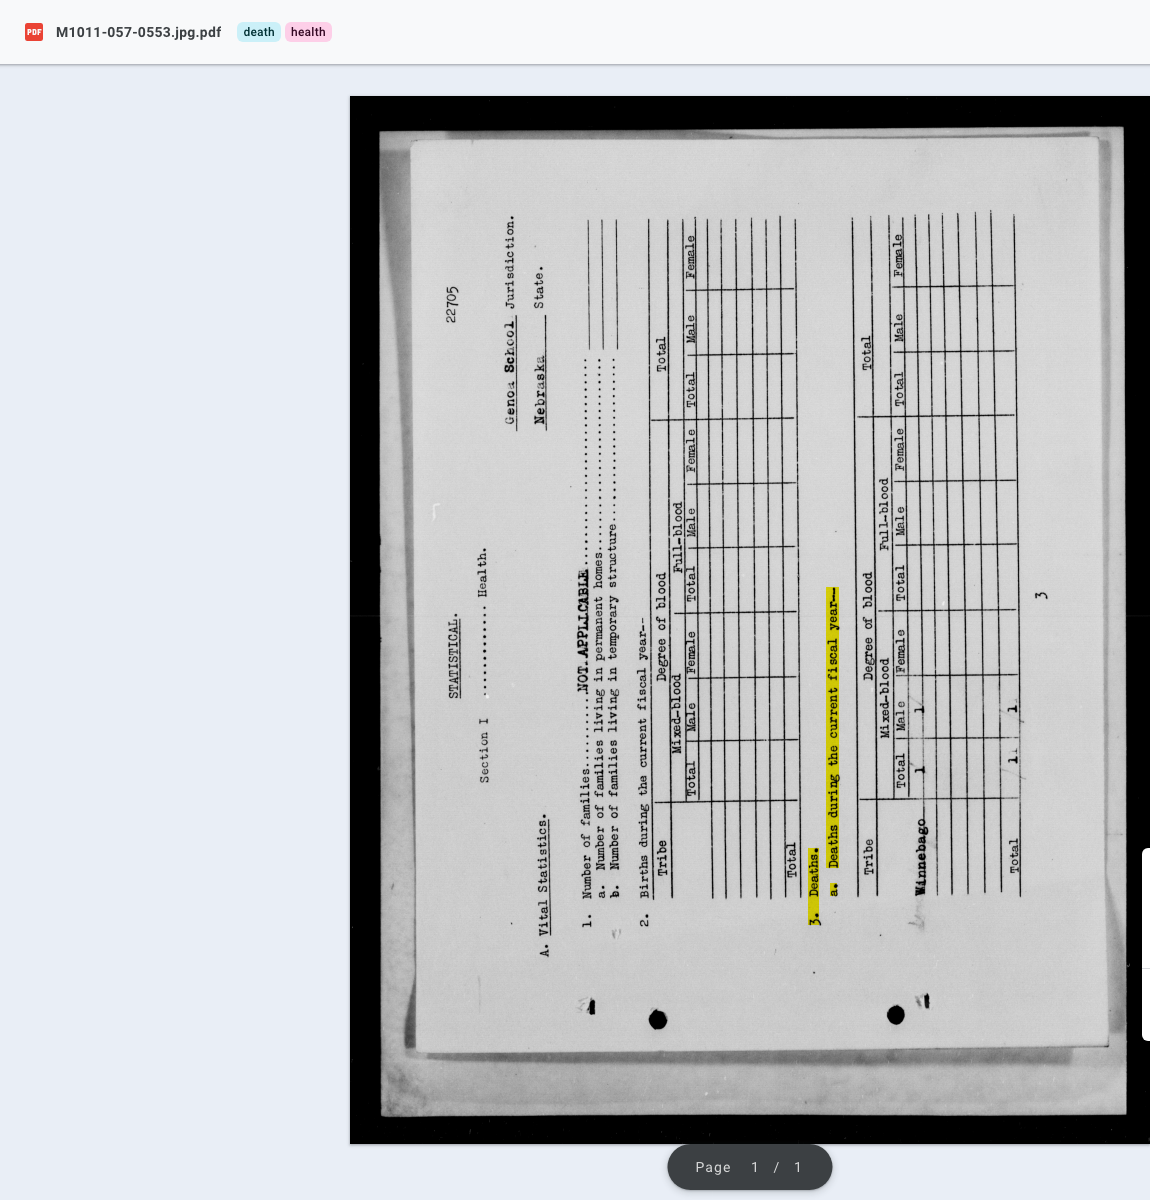 M1011-057-0553.jpg.pdf death health
22705
STATISTICAL.
Section I ............ Health.
Genoa School Jurisdiction.
Nebraska State.
A. Vital Statistics.
1. Number of families..........NOT APPLICABLE..............................
a. Number of families living in permanent homes............................
b. Number of families living in temporary structure........................
2. Births during the current fiscal year--
Tribe Degree of blood Total
Mixed-blood Full-blood
Total Male Female Total Male Female Total Male Female
Total
3. Deaths.
a. Deaths during the current fiscal year--
Tribe Degree of blood Total
Mixed-blood Full-blood
Total Male Female Total Male Female Total Male Female
Winnebago 1 1
Total 1 1
3
Page 1 / 1